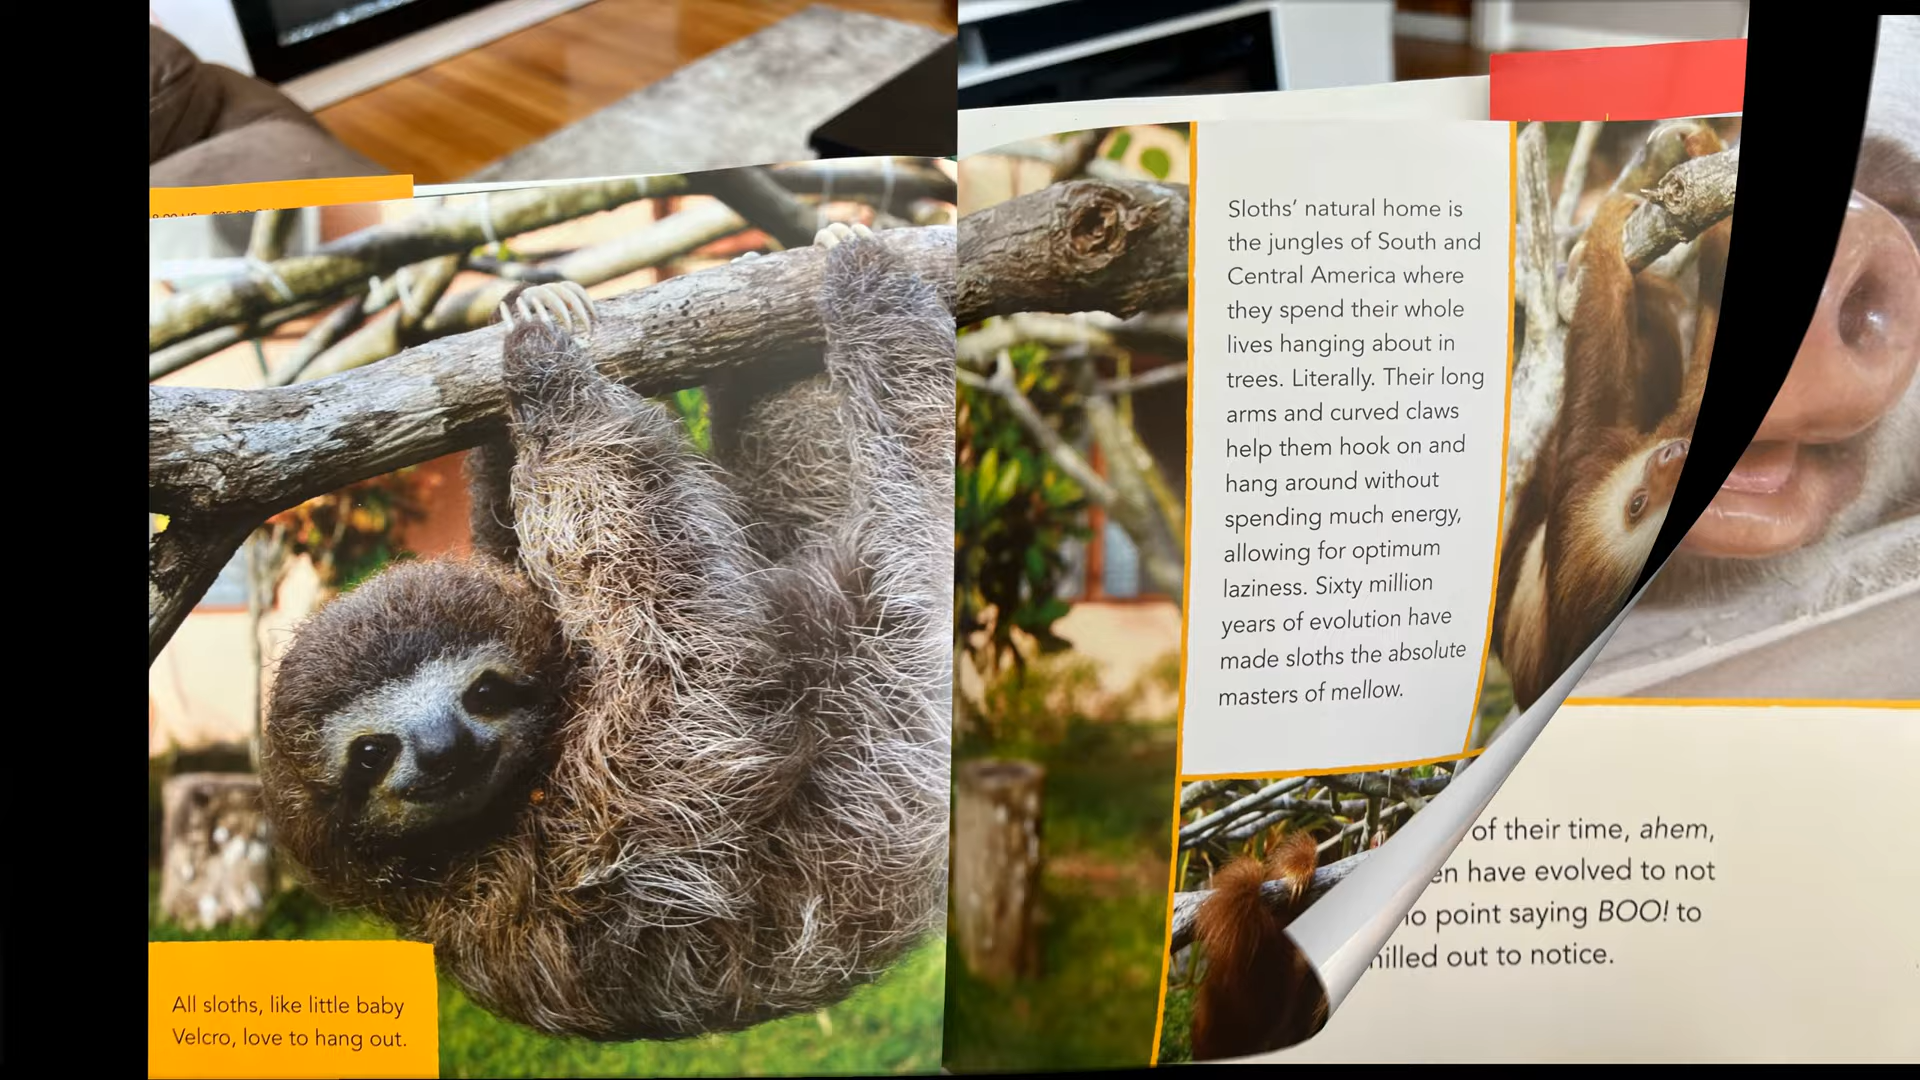 All sloths, like little baby
Velcro, love to hang out.
Sloths’ natural home is
the jungles of South and
Central America where
they spend their whole
lives hanging about in
trees. Literally. Their long
arms and curved claws
help them hook on and
hang around without
spending much energy,
allowing for optimum
laziness. Sixty million
years of evolution have
made sloths the absolute
masters of mellow.
of their time, ahem,
have evolved to not
point saying BOO! to
out to notice.